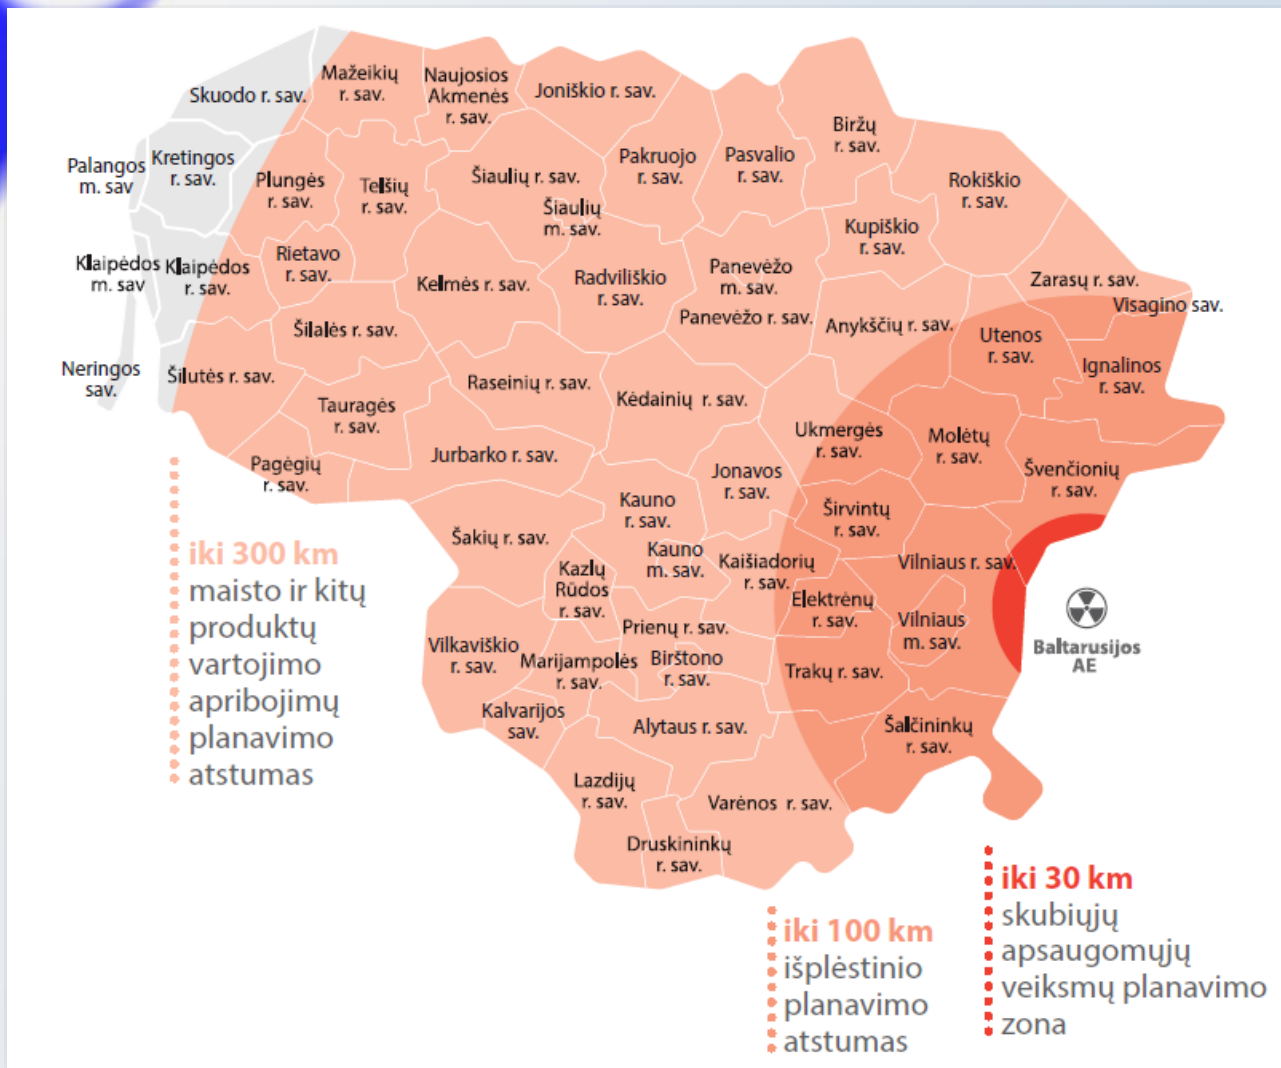 Skuodo r. sav.
Mažeikių
r. sav.
Naujosios
Akmenės
r. sav.
Joniškio r. sav.
Biržų
r. sav.
Palangos
m. sav
Kretingos
r. sav.
Plungės
r. sav.
Telšių
r. sav.
Šiaulių r. sav.
Šiaulių
m. sav.
Pakruojo
r. sav.
Pasvalio
r. sav.
Rokiškio
r. sav.
Kupiškio
r. sav.
Klaipėdos
m. sav
Klaipėdos
r. sav.
Rietavo
r. sav.
Kelmės r. sav.
Radviliškio
r. sav.
Panevėžo
m. sav.
Panevėžo r. sav.
Anykščių r. sav.
Zarasų r. sav.
Visagino sav.
Utenos
r. sav.
Ignalinos
r. sav.
Neringos
sav.
Šilutės r. sav.
Šilalės r. sav.
Tauragės
r. sav.
Raseinių r. sav.
Kėdainių r. sav.
Ukmergės
r. sav.
Molėtų
r. sav.
Švenčionių
r. sav.
Pagėgių
r. sav.
Jurbarko r. sav.
Jonavos
r. sav.
Širvintų
r. sav.
Šakių r. sav.
Kauno
r. sav.
Kauno
m. sav.
Kaišiadorių
r. sav.
Vilniaus r. sav.
Kazlų
Rūdos
r. sav.
Elektrėnų
r. sav.
Vilniaus
m. sav.
Prienų r. sav.
Vilkaviškio
r. sav.
Marijampolės
r. sav.
Birštono
r. sav.
Trakų r. sav.
Kalvarijos
sav.
Alytaus r. sav.
Šalčininkų
r. sav.
Lazdijų
r. sav.
Varėnos r. sav.
Druskininkų
r. sav.
Baltarusijos
AE
iki 300 km
maisto ir kitų
produktų
vartojimo
apribojimų
planavimo
atstumas
iki 100 km
išplėstinio
planavimo
atstumas
iki 30 km
skubiųjų
apsaugomųjų
veiksmų planavimo
zona